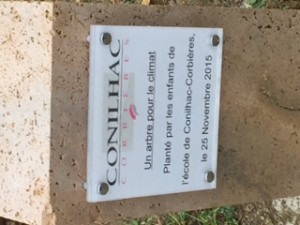 CONILHAC
CORBIERES
Un arbre pour le climat
Planté par les enfants de
l'école de Conilhac-Corbières,
le 25 Novembre 2015